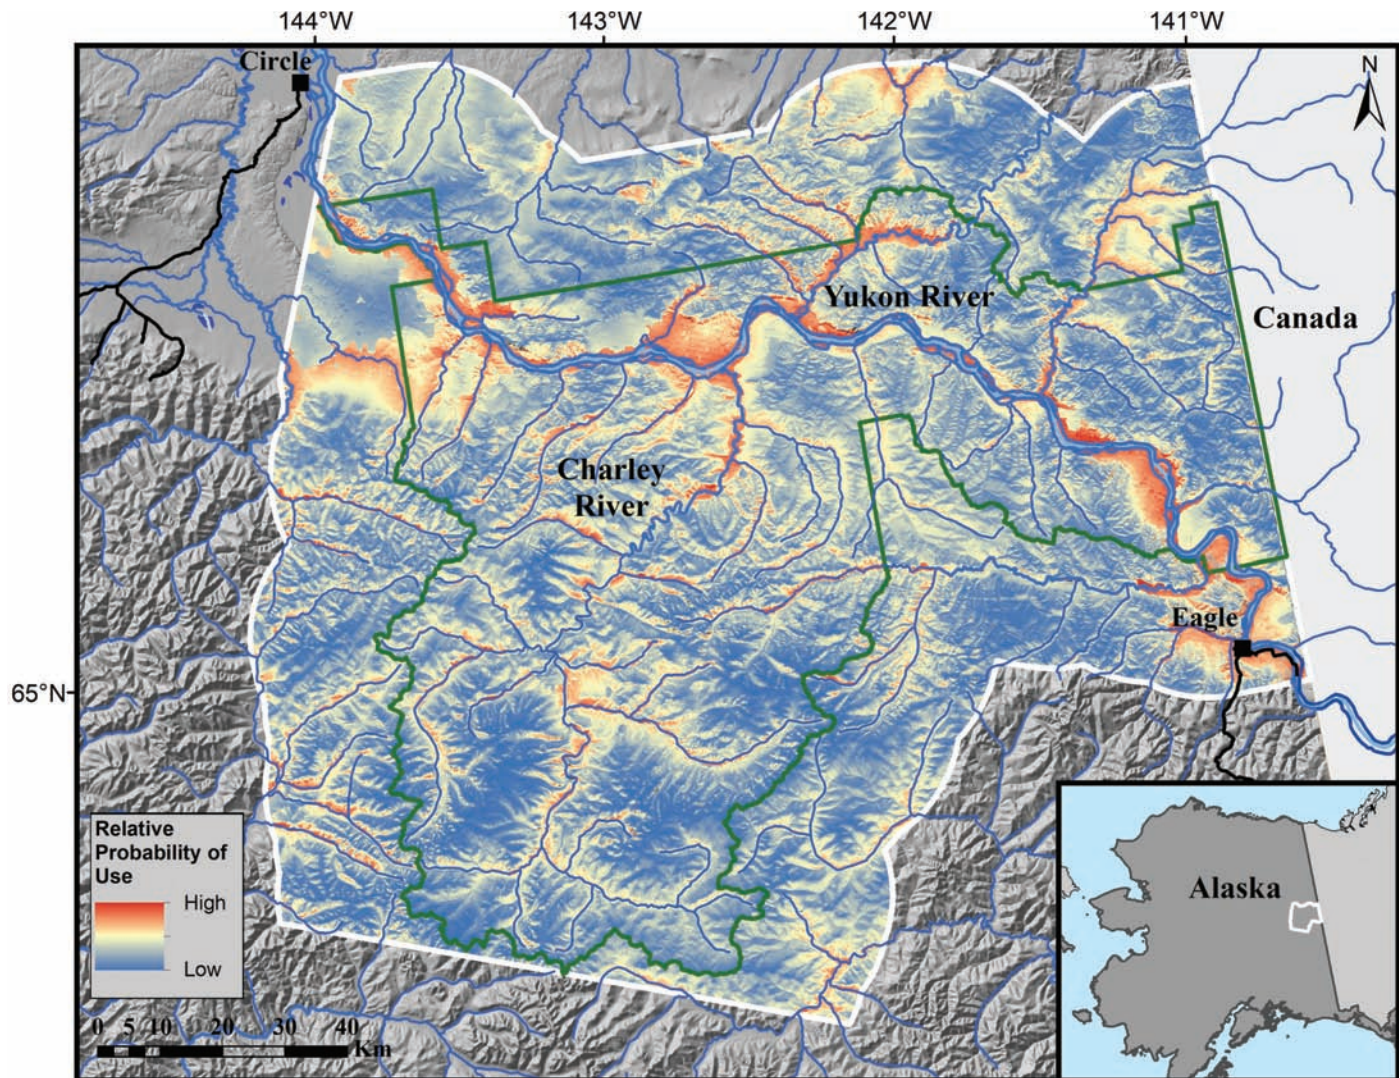 144°W 143°W 142°W 141°W
Circle
N
Yukon River
Canada
Charley
River
Eagle
65°N
Relative
Probability of
Use
High
Low
Alaska
0 5 10 20 30 40
Km